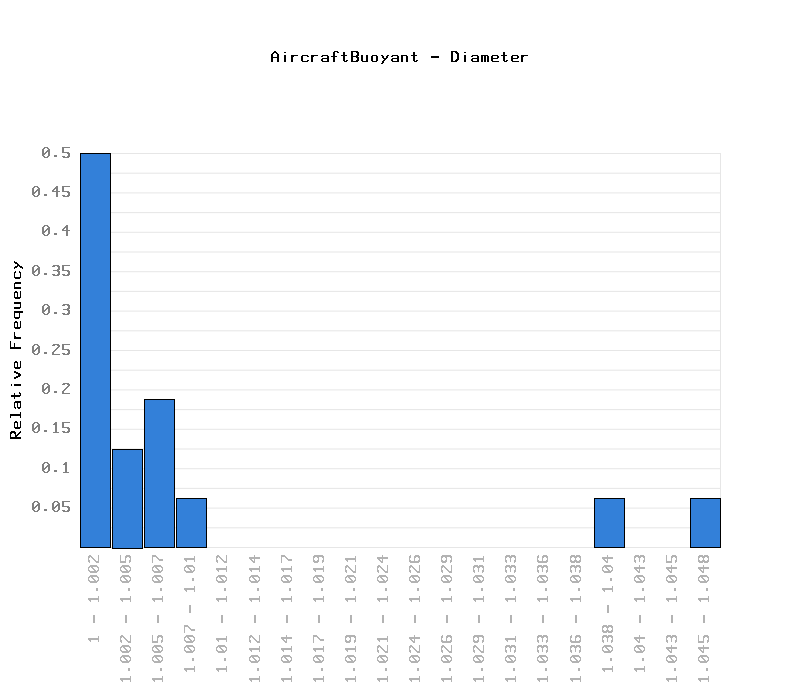 AircraftBuoyant - Diameter
Relative Frequency
0.5
0.45
0.4
0.35
0.3
0.25
0.2
0.15
0.1
0.05
1 - 1.002
1.002 - 1.005
1.005 - 1.007
1.007 - 1.01
1.01 - 1.012
1.012 - 1.014
1.014 - 1.017
1.017 - 1.019
1.019 - 1.021
1.021 - 1.024
1.024 - 1.026
1.026 - 1.029
1.029 - 1.031
1.031 - 1.033
1.033 - 1.036
1.036 - 1.038
1.038 - 1.04
1.04 - 1.043
1.043 - 1.045
1.045 - 1.048